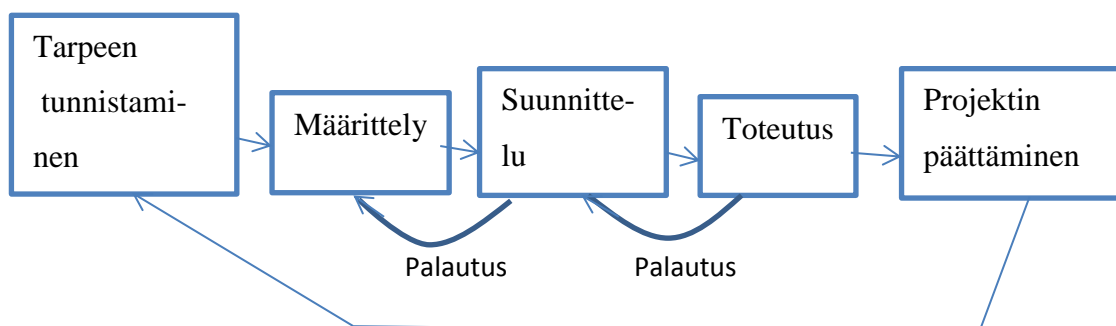 Tarpeen
tunnistami-
nen
Määrittely
Suunnitte-
lu
Toteutus
Projektin
päättäminen
Palautus
Palautus